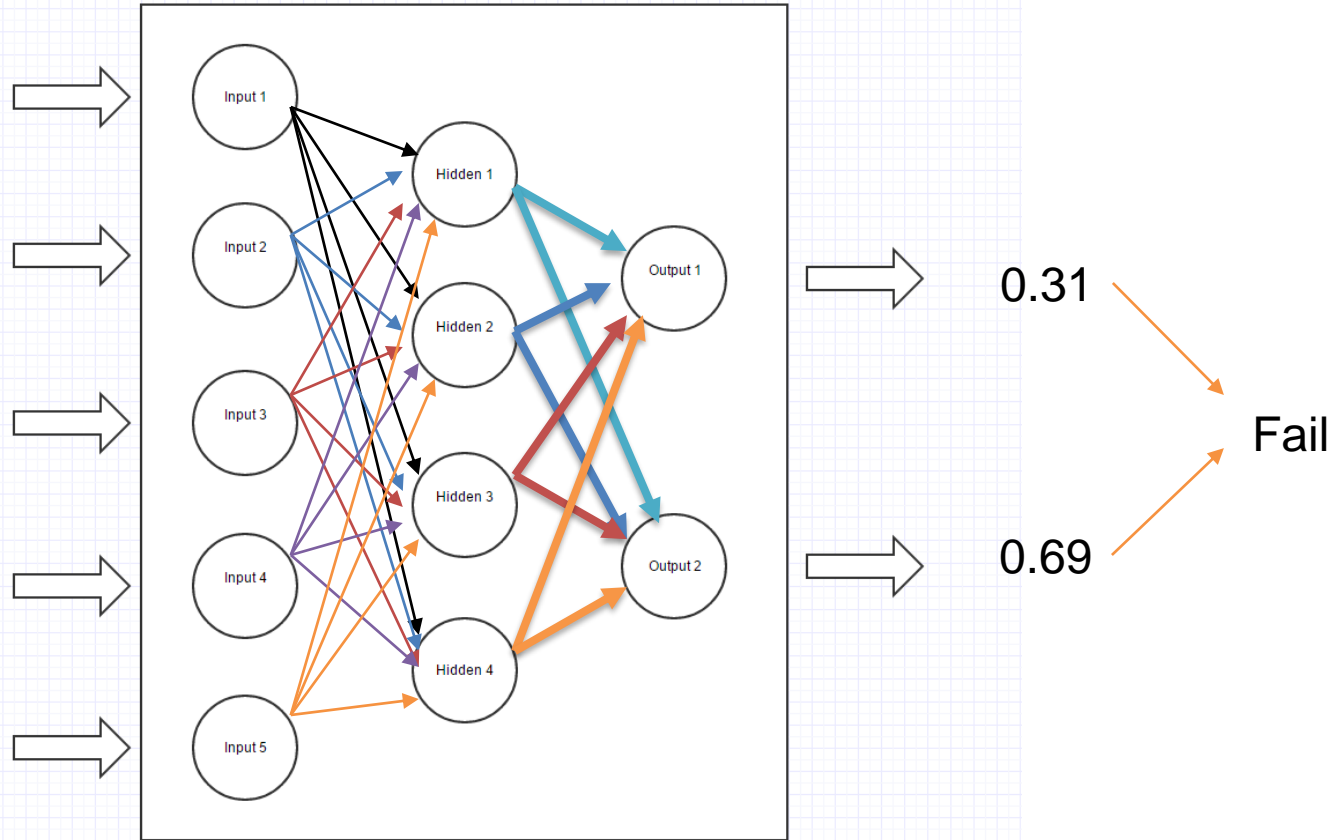 Input 1
Input 2
Input 3
Input 4
Input 5
Hidden 1
Hidden 2
Hidden 3
Hidden 4
Output 1
Output 2
0.31
0.69
Fail